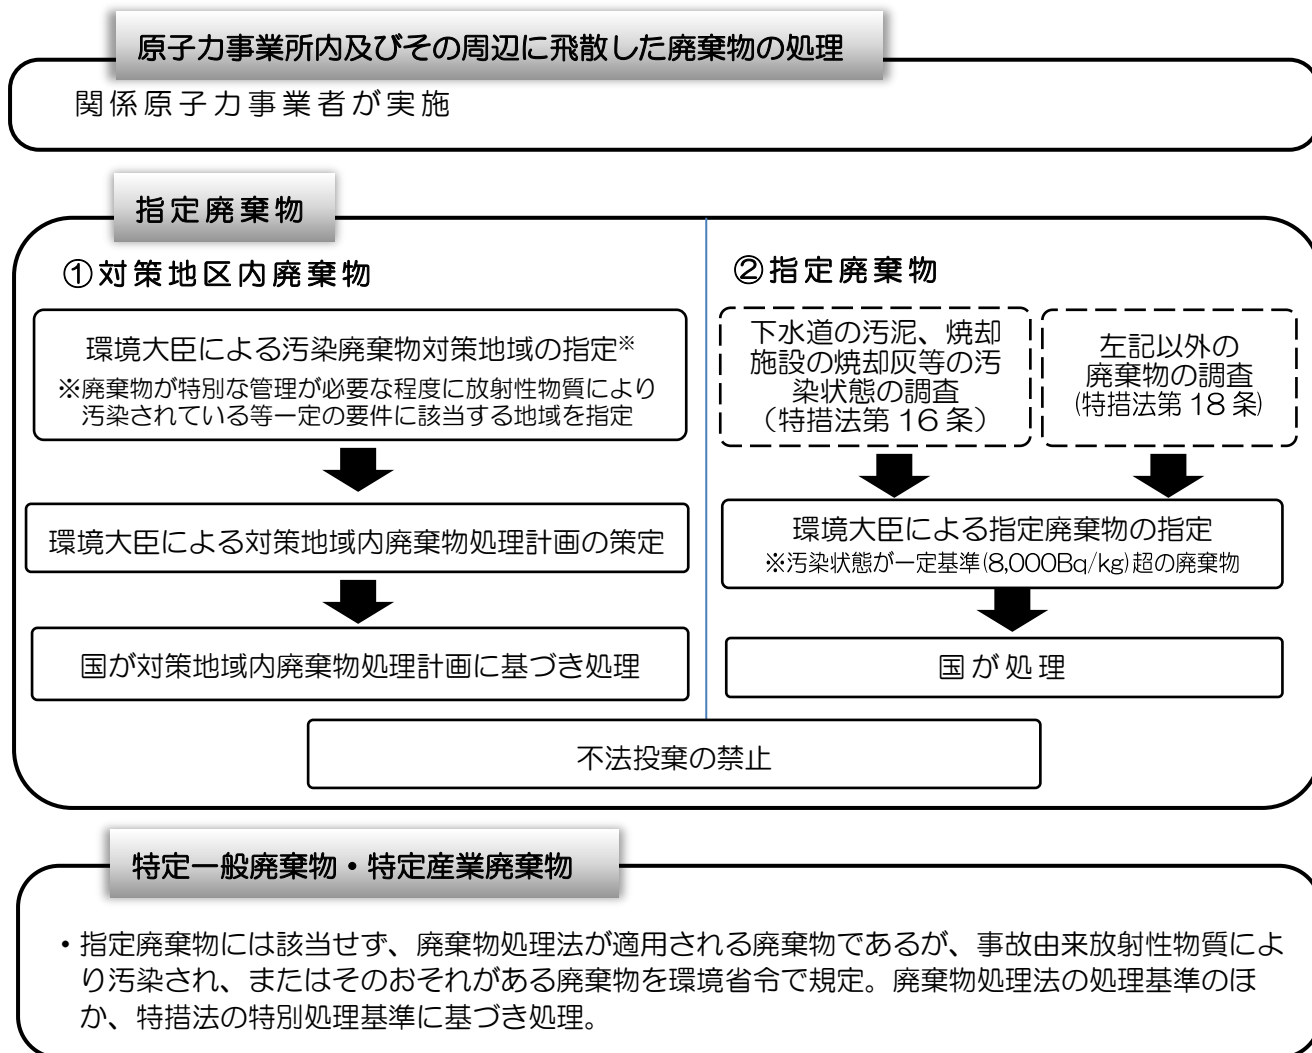 原子力事業所内及びその周辺に飛散した廃棄物の処理
関係原子力事業者が実施
指定廃棄物
①対策地区内廃棄物
環境大臣による汚染廃棄物対策地域の指定※
※廃棄物が特別な管理が必要な程度に放射性物質により
汚染されている等一定の要件に該当する地域を指定
環境大臣による対策地域内廃棄物処理計画の策定
国が対策地域内廃棄物処理計画に基づき処理
②指定廃棄物
下水道の汚泥、焼却
施設の焼却灰等の汚
染状態の調査
（特措法第 16 条）
左記以外の
廃棄物の調査
(特措法第 18 条)
環境大臣による指定廃棄物の指定
※汚染状態が一定基準(8,000Bq/kg)超の廃棄物
国が処理
不法投棄の禁止
特定一般廃棄物・特定産業廃棄物
・指定廃棄物には該当せず、廃棄物処理法が適用される廃棄物であるが、事故由来放射性物質によ
り汚染され、またはそのおそれがある廃棄物を環境省令で規定。廃棄物処理法の処理基準のほ
か、特措法の特別処理基準に基づき処理。